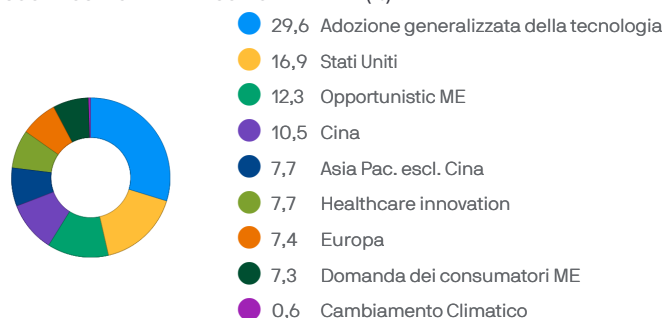 29,6 Adozione generalizzata della tecnologia
16,9 Stati Uniti
12,3 Opportunistic ME
10,5 Cina
7,7 Asia Pac. escl. Cina
7,7 Healthcare innovation
7,4 Europa
7,3 Domanda dei consumatori ME
0,6 Cambiamento Climatico